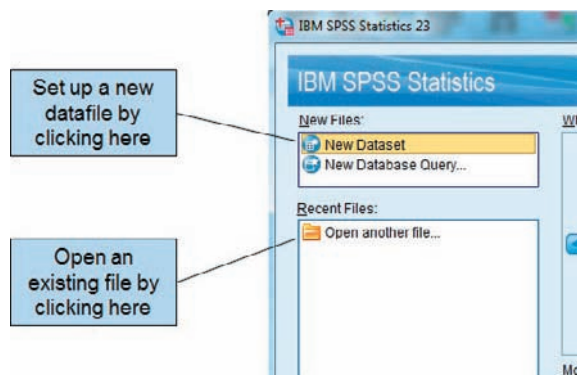 IBM SPSS Statistics 23
IBM SPSS Statistics
Set up a new
datafile by
clicking here
New Files:
New Dataset
New Database Query...
Recent Files:
Open another file...
Open an
existing file by
clicking here